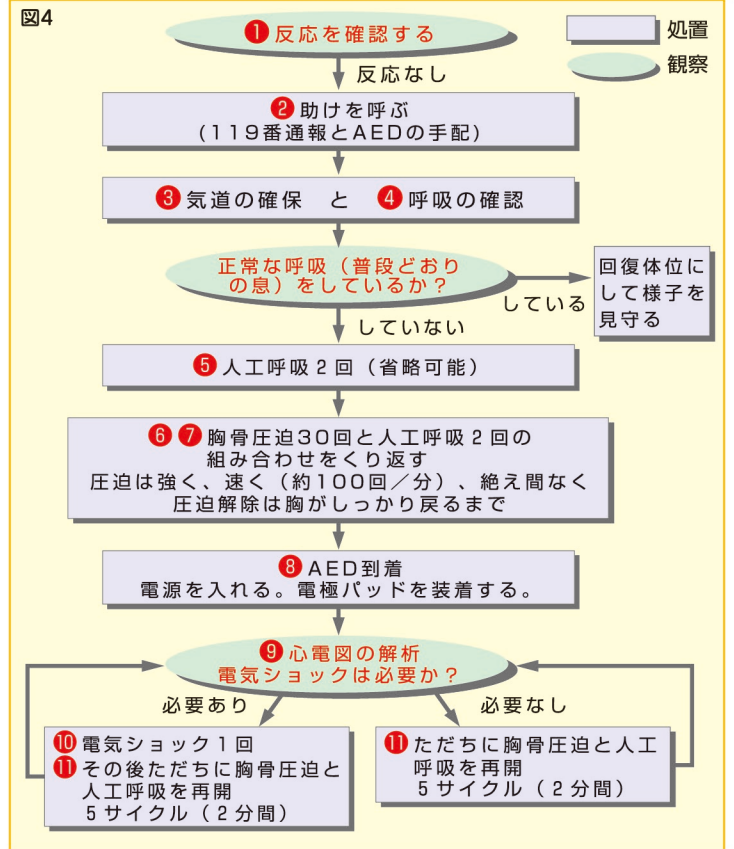 図4
処置
観察
❶反応を確認する
反応なし
❷助けを呼ぶ
(119番通報とAEDの手配)
❸気道の確保　と　❹呼吸の確認
正常な呼吸（普段どおり
の息）をしているか？
している
回復体位に
して様子を
見守る
していない
❺人工呼吸２回（省略可能）
❻❼胸骨圧迫30回と人工呼吸２回の
組み合わせをくり返す
圧迫は強く、速く（約100回／分）、絶え間なく
圧迫解除は胸がしっかり戻るまで
❽AED到着
電源を入れる。電極パッドを装着する。
❾心電図の解析
電気ショックは必要か？
必要あり
必要なし
❿電気ショック１回
⓫その後ただちに胸骨圧迫と
人工呼吸を再開
５サイクル（２分間）
⓫ただちに胸骨圧迫と人工
呼吸を再開
５サイクル（２分間）